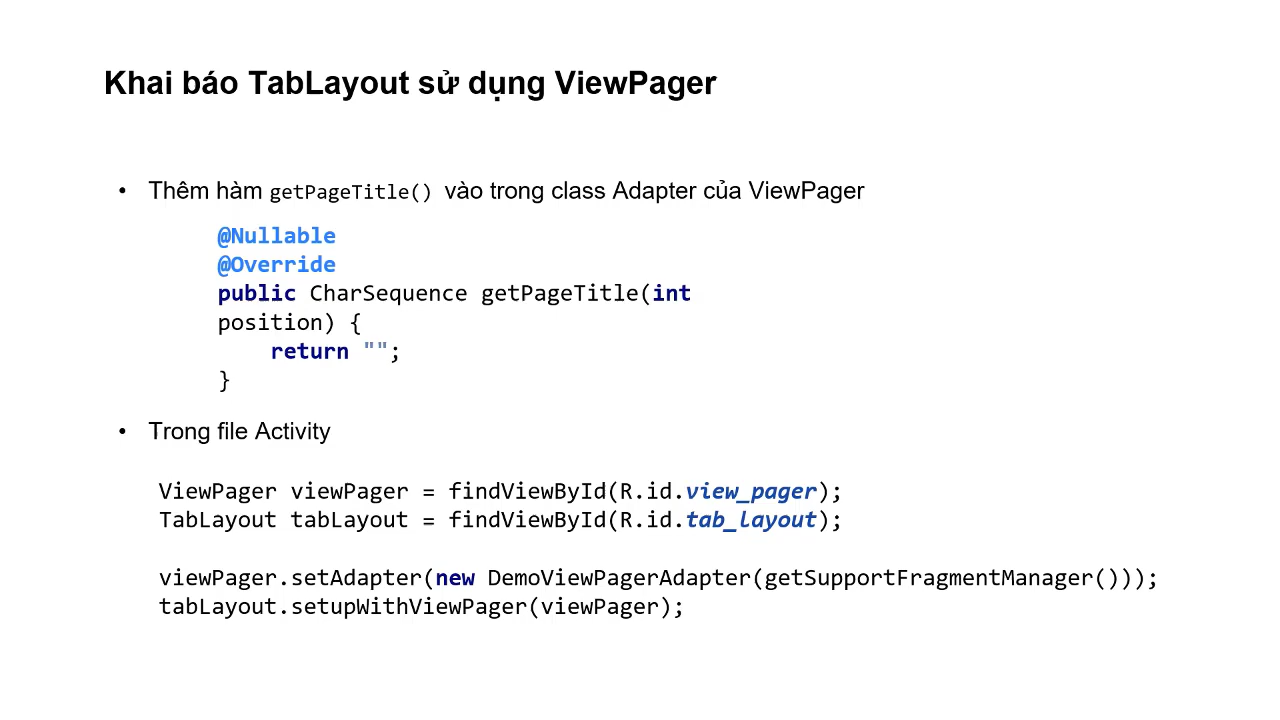 Khai báo TabLayout sử dụng ViewPager
• Thêm hàm getPageTitle() vào trong class Adapter của ViewPager
@Nullable
@Override
public CharSequence getPageTitle(int
position) {
    return "";
}
• Trong file Activity
ViewPager viewPager = findViewById(R.id.view_pager);
TabLayout tabLayout = findViewById(R.id.tab_layout);
viewPager.setAdapter(new DemoViewPagerAdapter(getSupportFragmentManager()));
tabLayout.setupWithViewPager(viewPager);